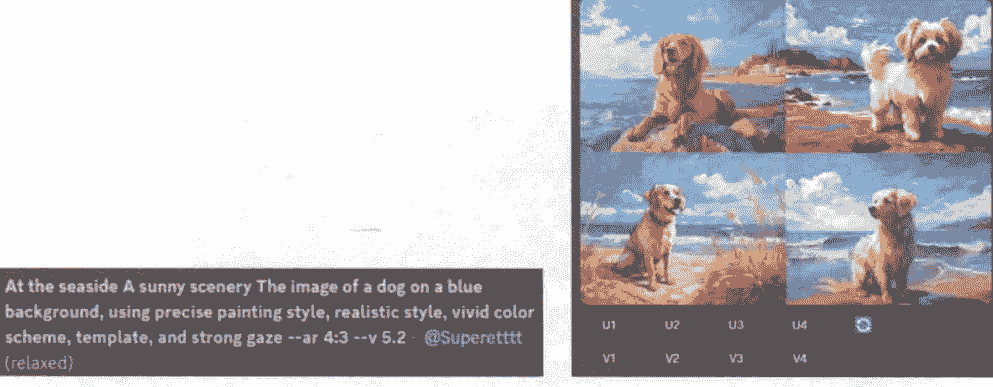 At the seaside A sunny scenery The image of a dog on a blue
background, using precise painting style, realistic style, vivid color
scheme, template, and strong gaze --ar 4:3 --v 5.2 - @Superetttt
(relaxed)
U1 U2 U3 U4
V1 V2 V3 V4